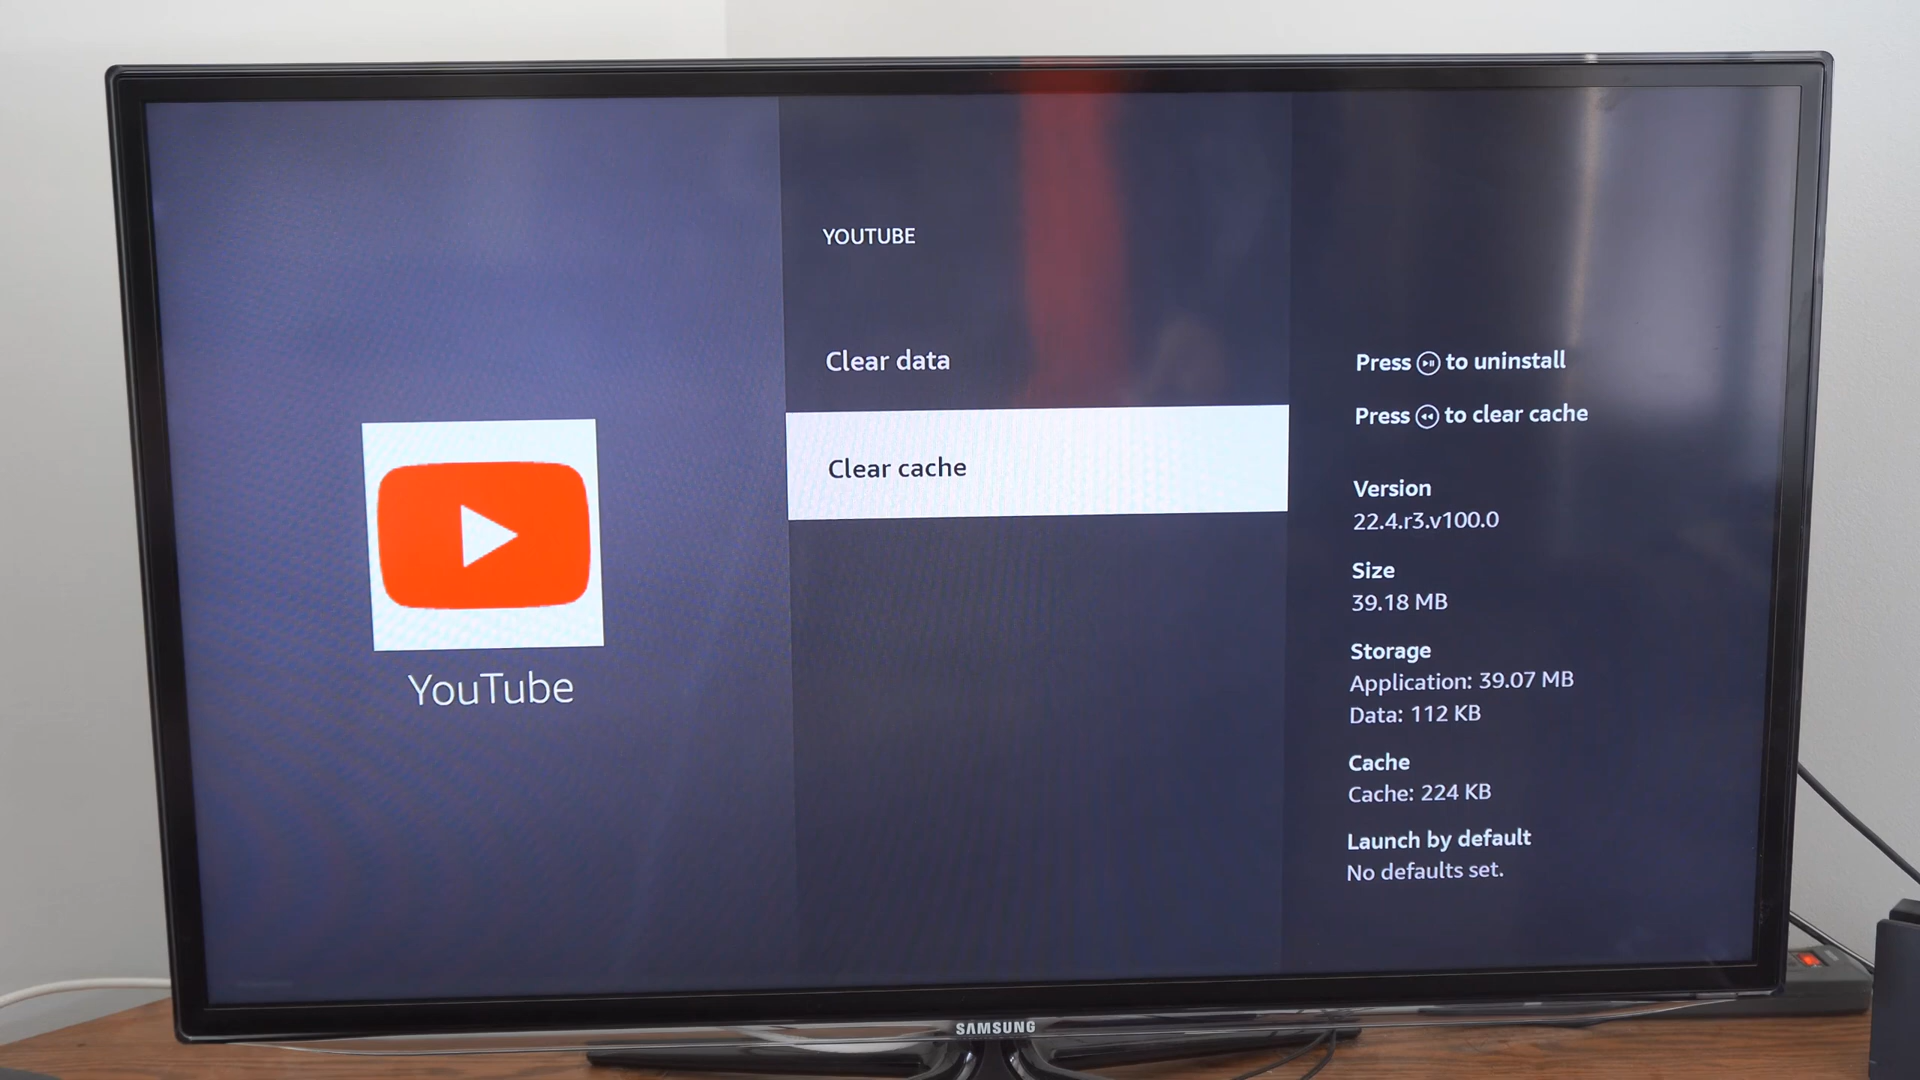 YOUTUBE
Clear data
Clear cache
YouTube
Press to uninstall
Press to clear cache
Version
22.4.r3.v100.0
Size
39.18 MB
Storage
Application: 39.07 MB
Data: 112 KB
Cache
Cache: 224 KB
Launch by default
No defaults set.
SAMSUNG